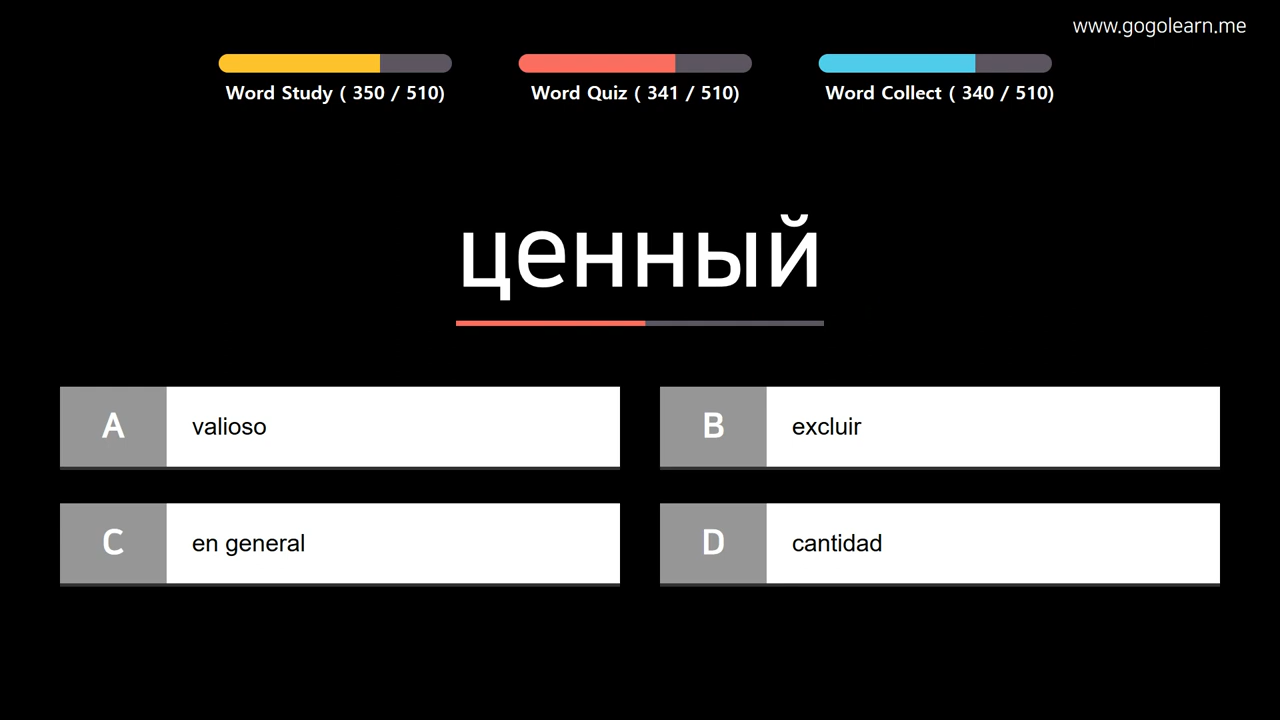 www.gogolearn.me
Word Study ( 350 / 510)
Word Quiz ( 341 / 510)
Word Collect ( 340 / 510)
ценный
A valioso
B excluir
C en general
D cantidad